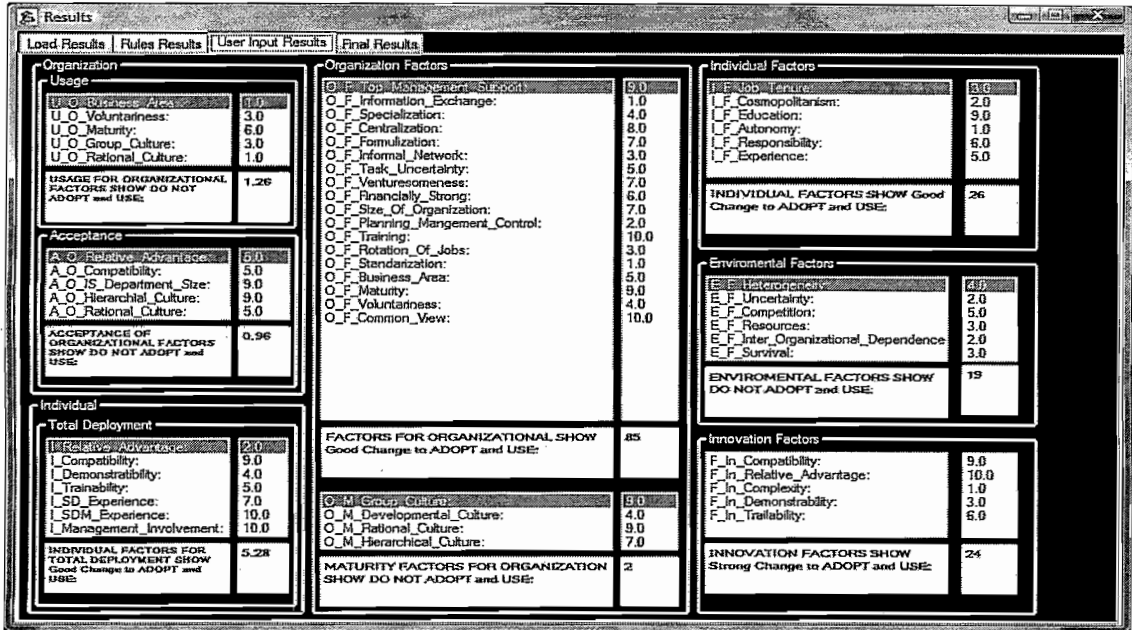 Results
Load Results Rules Results User Input Results Final Results
Organization
Usage
U_O_Business_Area: 1.0
U_O_Voluntariness: 3.0
U_O_Maturity: 6.0
U_O_Group_Culture: 3.0
U_O_Rational_Culture: 1.0
USAGE FOR ORGANIZATIONAL 1.26
FACTORS SHOW DO NOT
ADOPT and USE:
Acceptance
A_O_Relative_Advantage: 5.0
A_O_Compatibility: 5.0
A_O_IS_Department_Size: 9.0
A_O_Hierarchial_Culture: 9.0
A_O_Rational_Culture: 5.0
ACCEPTANCE OF 0.96
ORGANIZATIONAL FACTORS
SHOW DO NOT ADOPT and
USE:
Individual
Total Deployment
I_Relative_Advantage: 2.0
I_Compatibility: 9.0
I_Demonstratibility: 4.0
I_Trainability: 5.0
I_SD_Experience: 7.0
I_SDM_Experience: 10.0
I_Management_Involvement: 10.0
INDIVIDUAL FACTORS FOR 5.28
TOTAL DEPLOYMENT SHOW
Good Change to ADOPT and
USE:
Organization Factors
O_F_Top_Management_Support: 9.0
O_F_Information_Exchange: 1.0
O_F_Specialization: 4.0
O_F_Centralization: 8.0
O_F_Formulization: 7.0
O_F_Informal_Network: 3.0
O_F_Task_Uncertainty: 5.0
O_F_Venturesomeness: 7.0
O_F_Financially_Strong: 6.0
O_F_Size_Of_Organization: 7.0
O_F_Planning_Mangement_Control: 2.0
O_F_Training: 10.0
O_F_Rotation_Of_Jobs: 3.0
O_F_Standarization: 1.0
O_F_Business_Area: 5.0
O_F_Maturity: 9.0
O_F_Voluntariness: 4.0
O_F_Common_View: 10.0
FACTORS FOR ORGANIZATIONAL SHOW 85
Good Change to ADOPT and USE:
O_M_Group_Culture:
O_M_Developmental_Culture: 4.0
O_M_Rational_Culture: 9.0
O_M_Hierarchical_Culture: 7.0
MATURITY FACTORS FOR ORGANIZATION 2
SHOW DO NOT ADOPT and USE:
Individual Factors
I_F_Job_Tenure: 3.0
I_F_Cosmopolitanism: 2.0
I_F_Education: 9.0
I_F_Autonomy: 1.0
I_F_Responsibility: 6.0
I_F_Experience: 5.0
INDIVIDUAL FACTORS SHOW Good 26
Change to ADOPT and USE:
Enviromental Factors
E_F_Heterogeneity: 4.0
E_F_Uncertainty: 2.0
E_F_Competition: 5.0
E_F_Resources: 3.0
E_F_Inter_Organizational_Dependence 2.0
E_F_Survival: 3.0
ENVIROMENTAL FACTORS SHOW 19
DO NOT ADOPT and USE:
Innovation Factors
F_In_Compatibility: 9.0
F_In_Relative_Advantage: 10.0
F_In_Complexity: 1.0
F_In_Demonstrability: 3.0
F_In_Trailability: 6.0
INNOVATION FACTORS SHOW 24
Strong Change to ADOPT and USE: